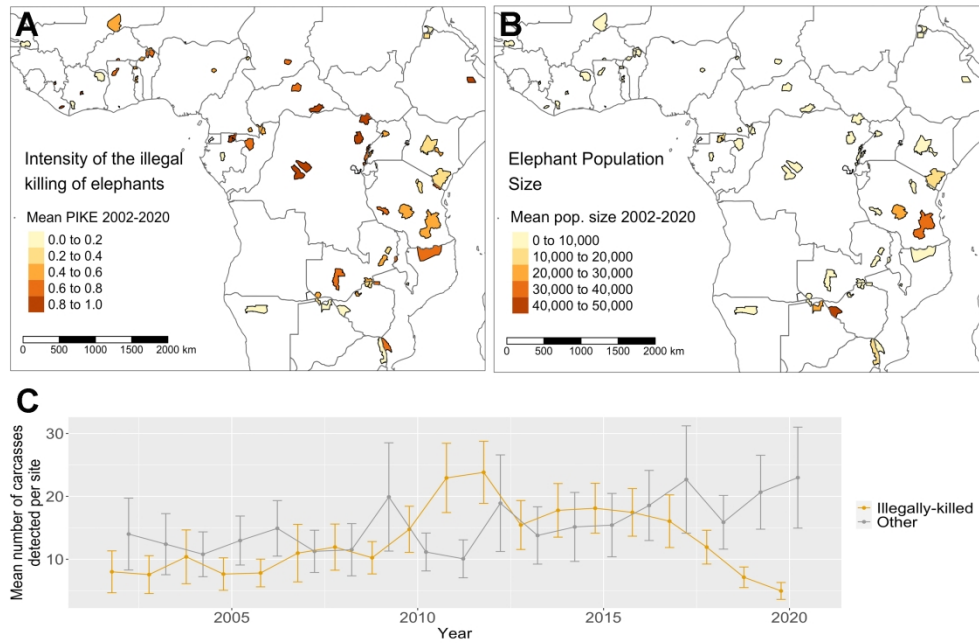 A
Intensity of the illegal
killing of elephants
Mean PIKE 2002-2020
0.0 to 0.2
0.2 to 0.4
0.4 to 0.6
0.6 to 0.8
0.8 to 1.0
0 500 1000 1500 2000 km
B
Elephant Population
Size
Mean pop. size 2002-2020
0 to 10,000
10,000 to 20,000
20,000 to 30,000
30,000 to 40,000
40,000 to 50,000
0 500 1000 1500 2000 km
C
Mean number of carcasses
detected per site
30
20
10
2005 2010 2015 2020
Year
Illegally-killed
Other